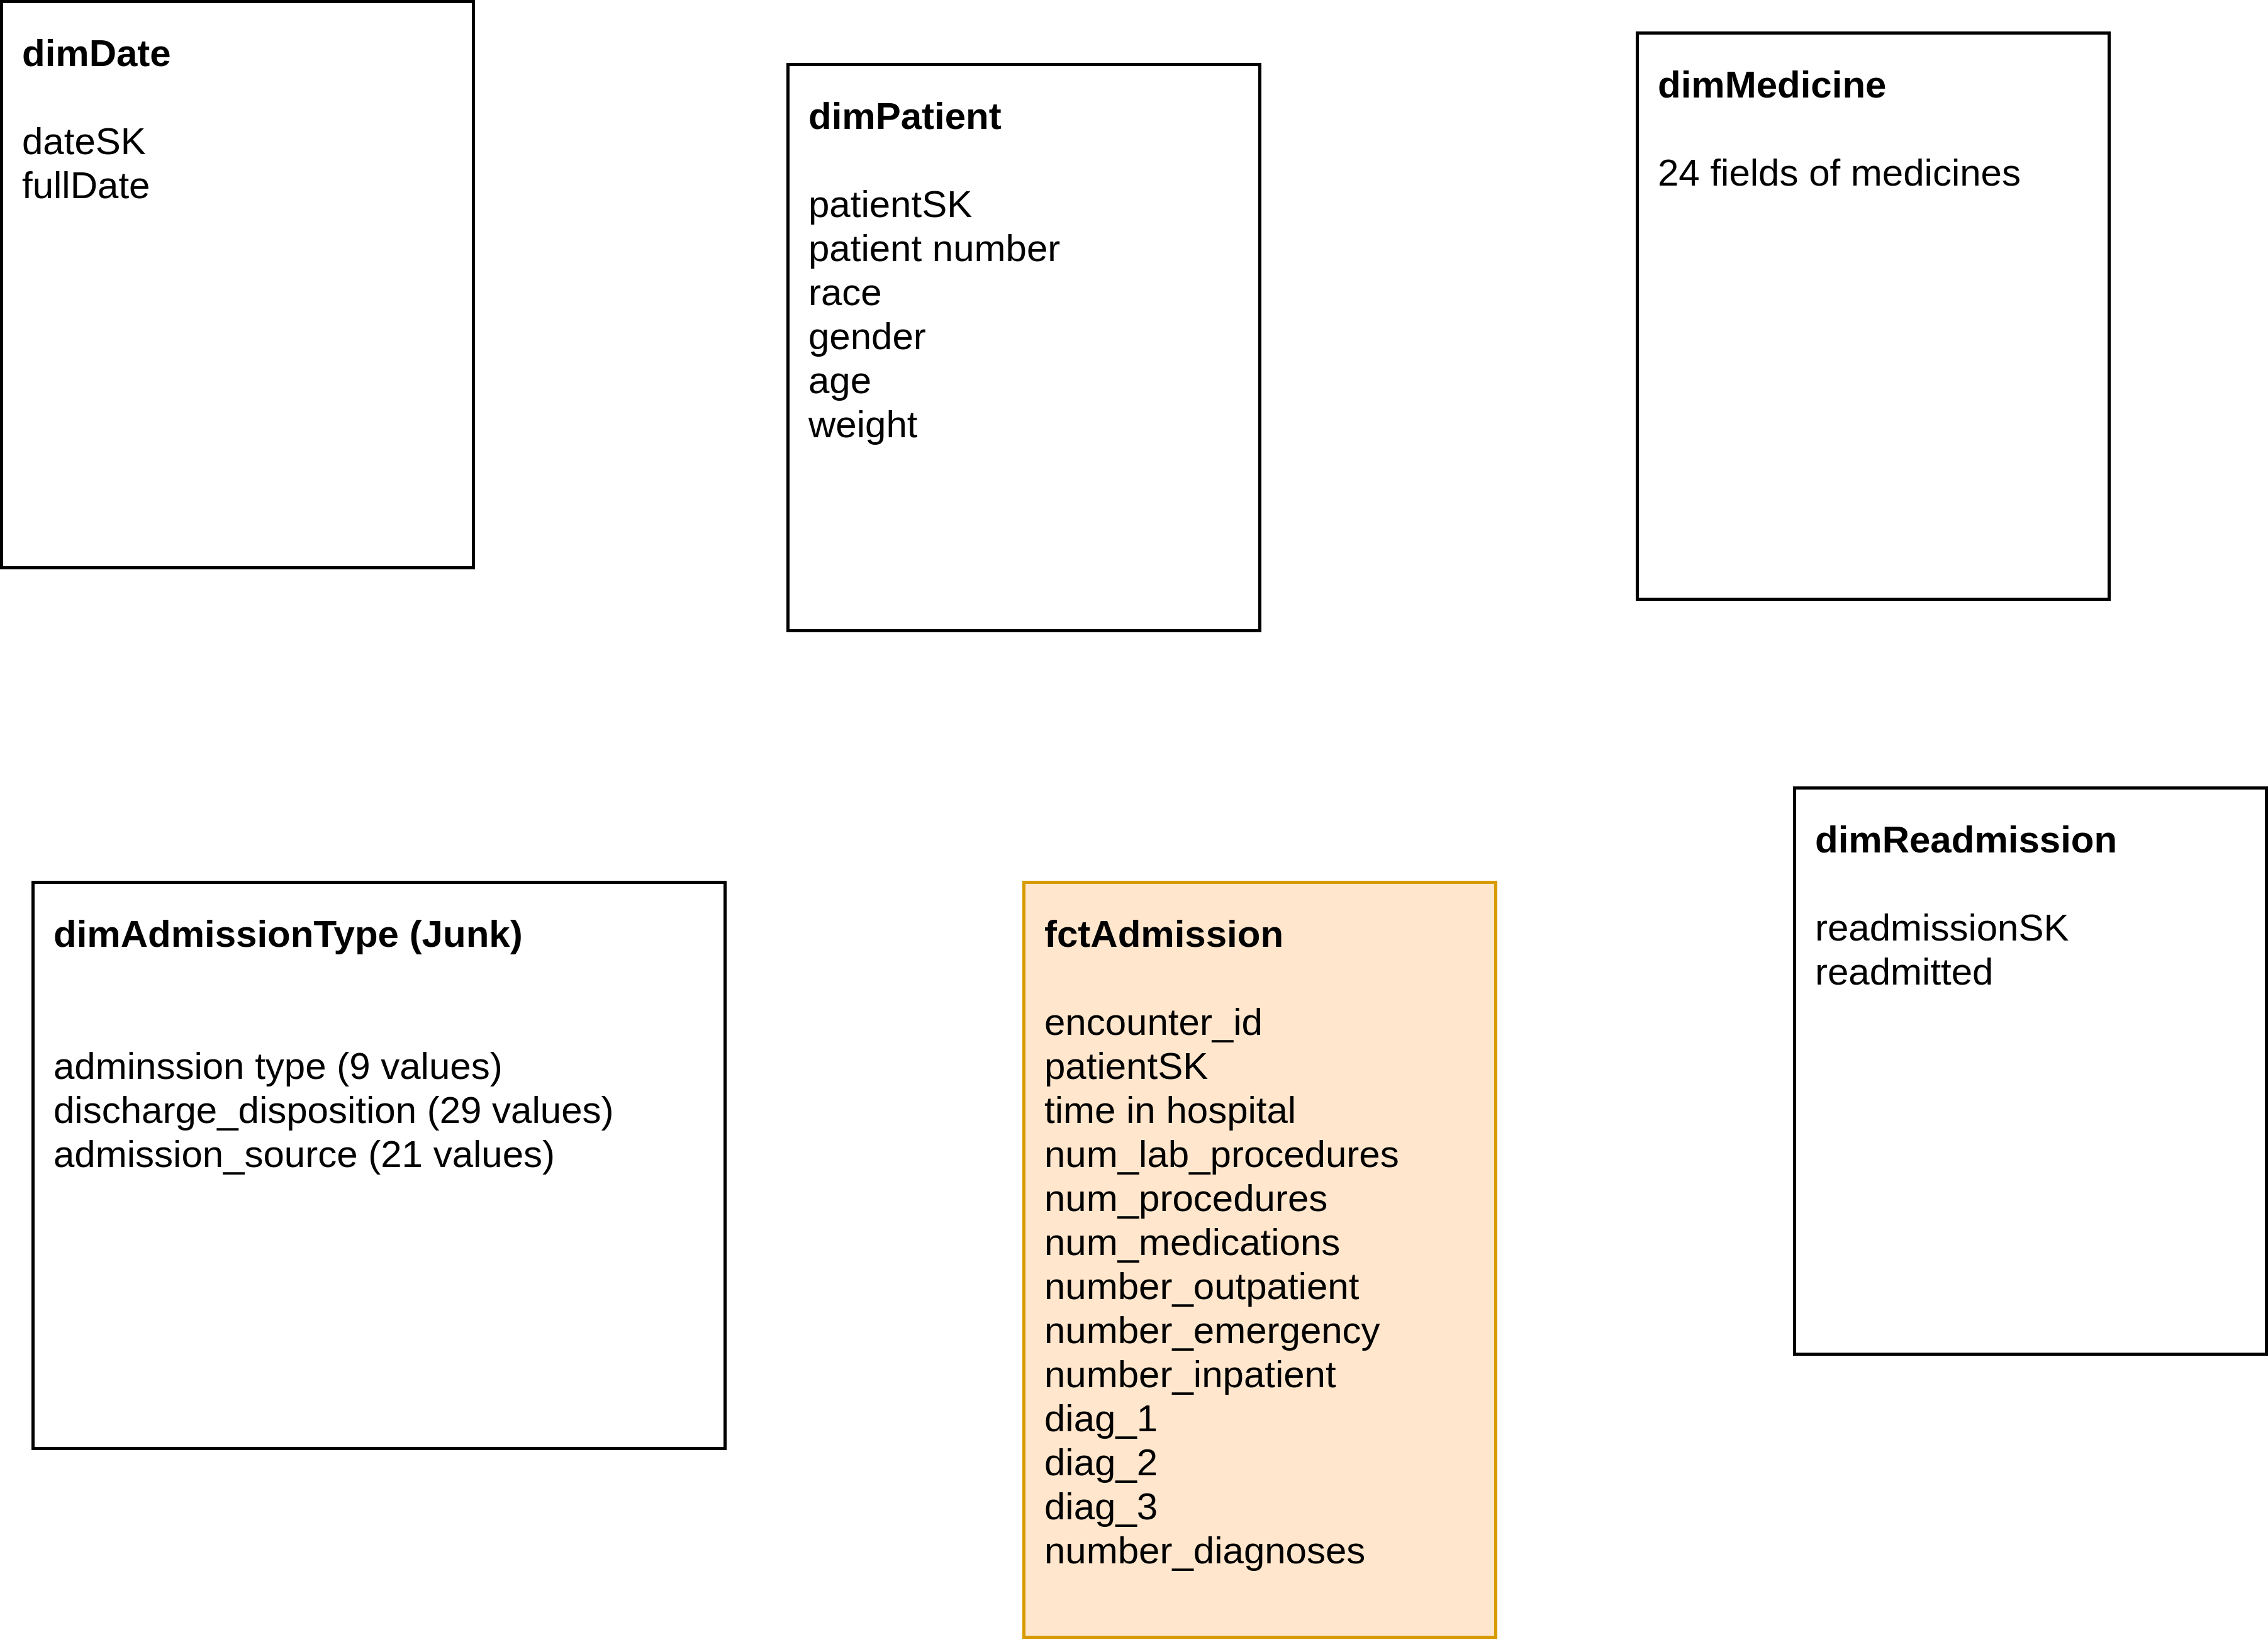 dimDate
dateSK
fullDate
dimPatient
patientSK
patient number
race
gender
age
weight
dimMedicine
24 fields of medicines
dimAdmissionType (Junk)
adminssion type (9 values)
discharge_disposition (29 values)
admission_source (21 values)
fctAdmission
encounter_id
patientSK
time in hospital
num_lab_procedures
num_procedures
num_medications
number_outpatient
number_emergency
number_inpatient
diag_1
diag_2
diag_3
number_diagnoses
dimReadmission
readmissionSK
readmitted